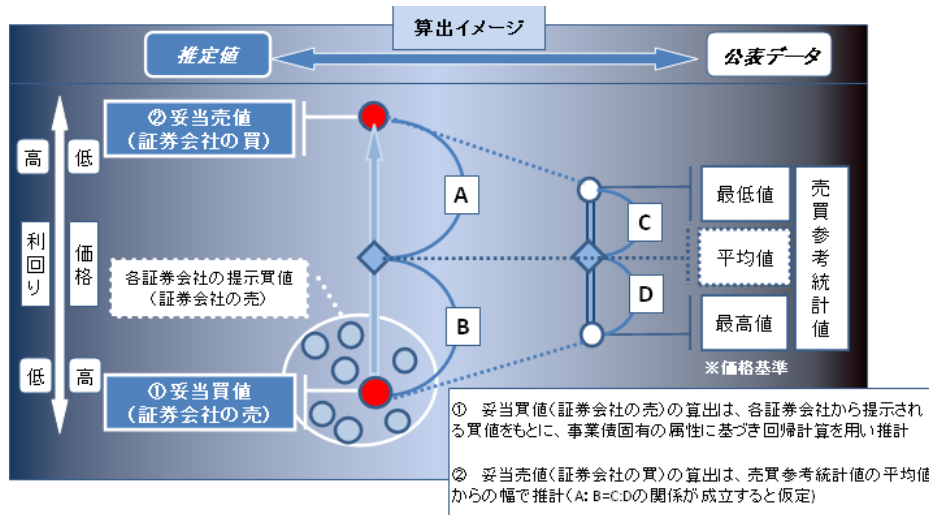 算出イメージ
推定値
公表データ
②妥当売値
(証券会社の買)
高
低
利回り
価格
低
高
各証券会社の提示買値
(証券会社の売)
①妥当買値
(証券会社の売)
A
B
C
D
最低値
平均値
最高値
売買参考統計値
※価格基準
① 妥当買値(証券会社の売)の算出は、各証券会社から提示され
る買値をもとに、事業債固有の属性に基づき回帰計算を用い推計
② 妥当売値(証券会社の買)の算出は、売買参考統計値の平均値
からの幅で推計(A:B=C:Dの関係が成立すると仮定)